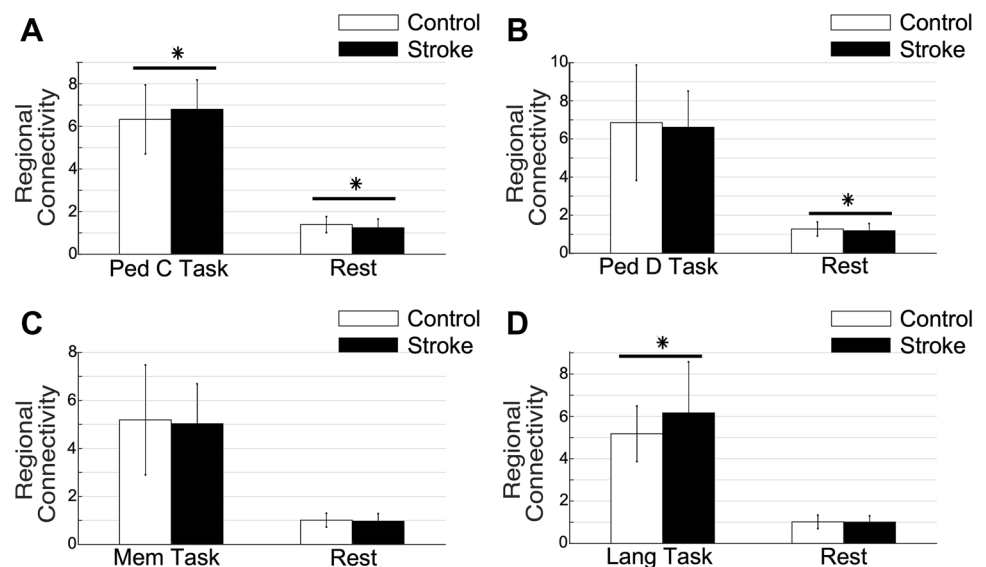 A
Control
Stroke
*
8
6
4
2
0
Regional
Connectivity
*
Ped C Task
Rest
B
Control
Stroke
10
8
6
4
2
0
Regional
Connectivity
*
Ped D Task
Rest
C
Control
Stroke
8
6
4
2
0
Regional
Connectivity
Mem Task
Rest
D
Control
Stroke
*
8
6
4
2
0
Regional
Connectivity
Lang Task
Rest